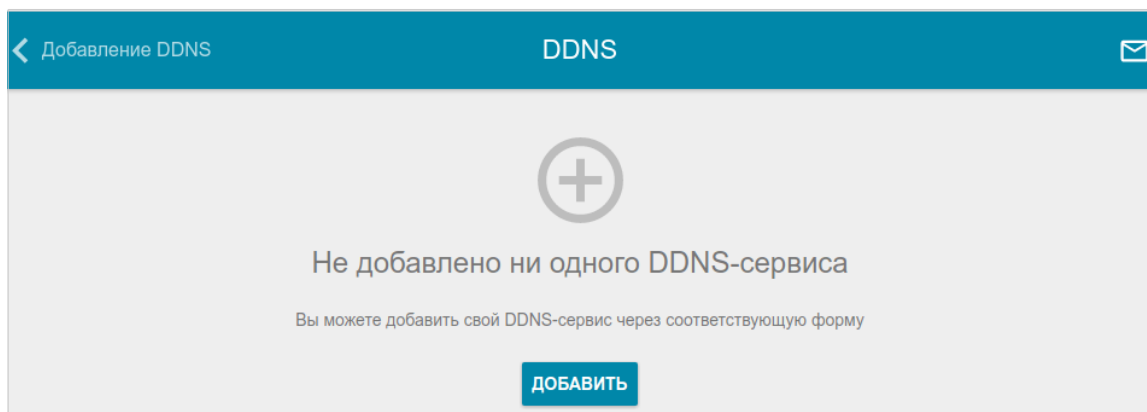 Добавление DDNS
DDNS
Не добавлено ни одного DDNS-сервиса
Вы можете добавить свой DDNS-сервис через соответствующую форму
ДОБАВИТЬ